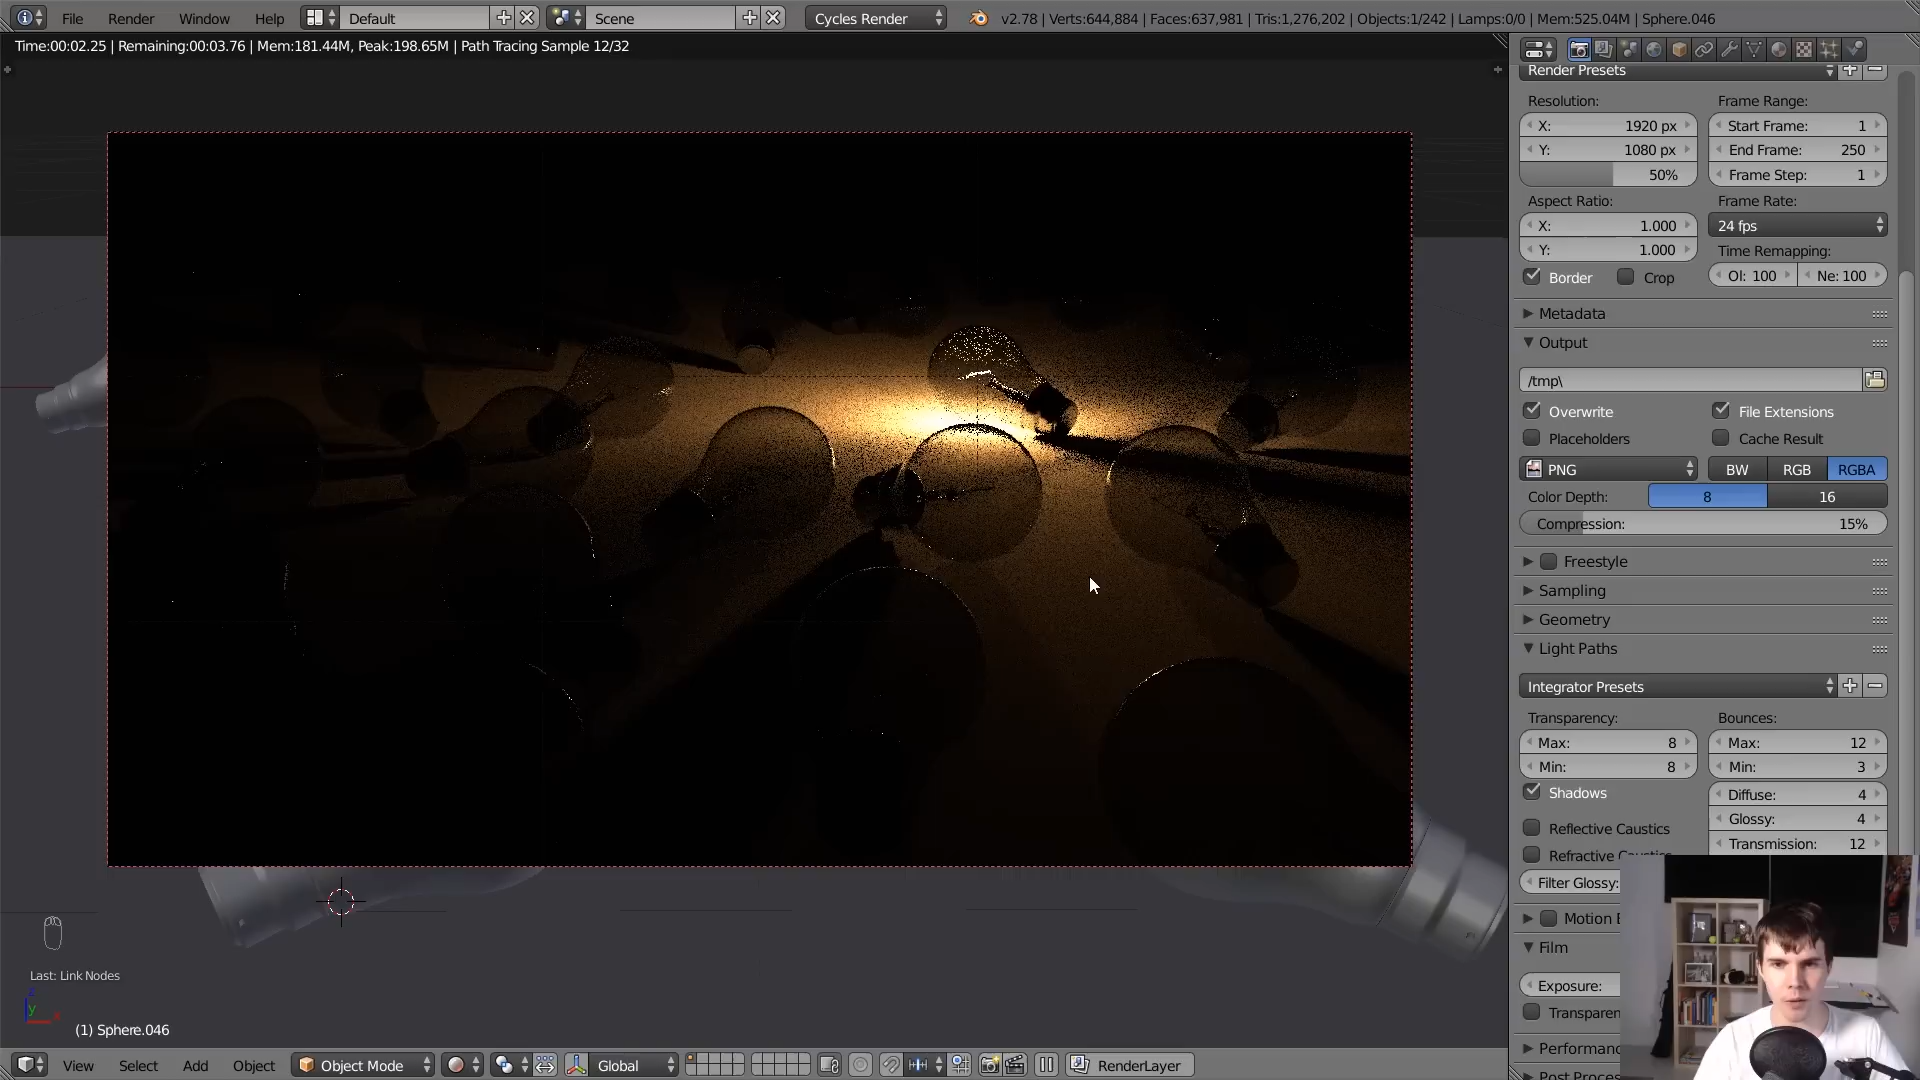 File Render Window Help Default Scene Cycles Render v2.78 | Verts:644,884 | Faces:637,981 | Tris:1,276,202 | Objects:1/242 | Lamps:0/0 | Mem:525.04M | Sphere.046
Time:00:02.25 | Remaining:00:03.76 | Mem:181.44M, Peak:198.65M | Path Tracing Sample 12/32
Render Presets
Resolution: Frame Range:
X: 1920 px Start Frame: 1
Y: 1080 px End Frame: 250
50% Frame Step: 1
Aspect Ratio: Frame Rate:
X: 1.000 24 fps
Y: 1.000 Time Remapping:
Border Crop Ol: 100 Ne: 100
Metadata
Output
/tmp\
Overwrite File Extensions
Placeholders Cache Result
PNG BW RGB RGBA
Color Depth: 8 16
Compression: 15%
Freestyle
Sampling
Geometry
Light Paths
Integrator Presets
Transparency: Bounces:
Max: 8 Max: 12
Min: 8 Min: 3
Shadows Diffuse: 4
Reflective Caustics Glossy: 4
Refractive Caustics Transmission: 12
Filter Glossy:
Motion B
Film
Exposure:
Transparen
Performanc
Post Proces
Last: Link Nodes
z
y x
(1) Sphere.046
View Select Add Object Object Mode Global RenderLayer